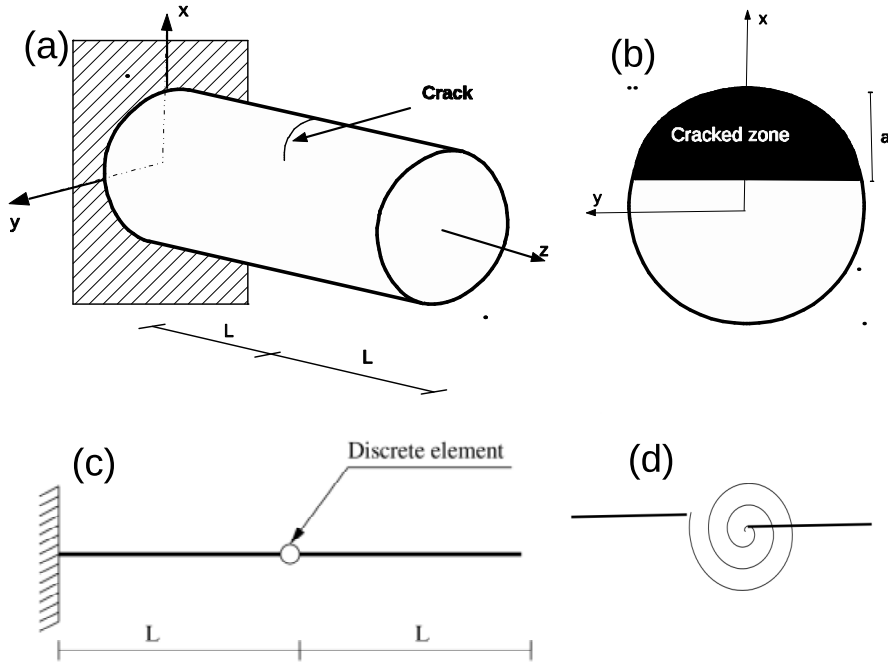 (a)
x
Crack
y
z
L
L
(b)
x
Cracked zone
a
y
(c)
Discrete element
L
L
(d)